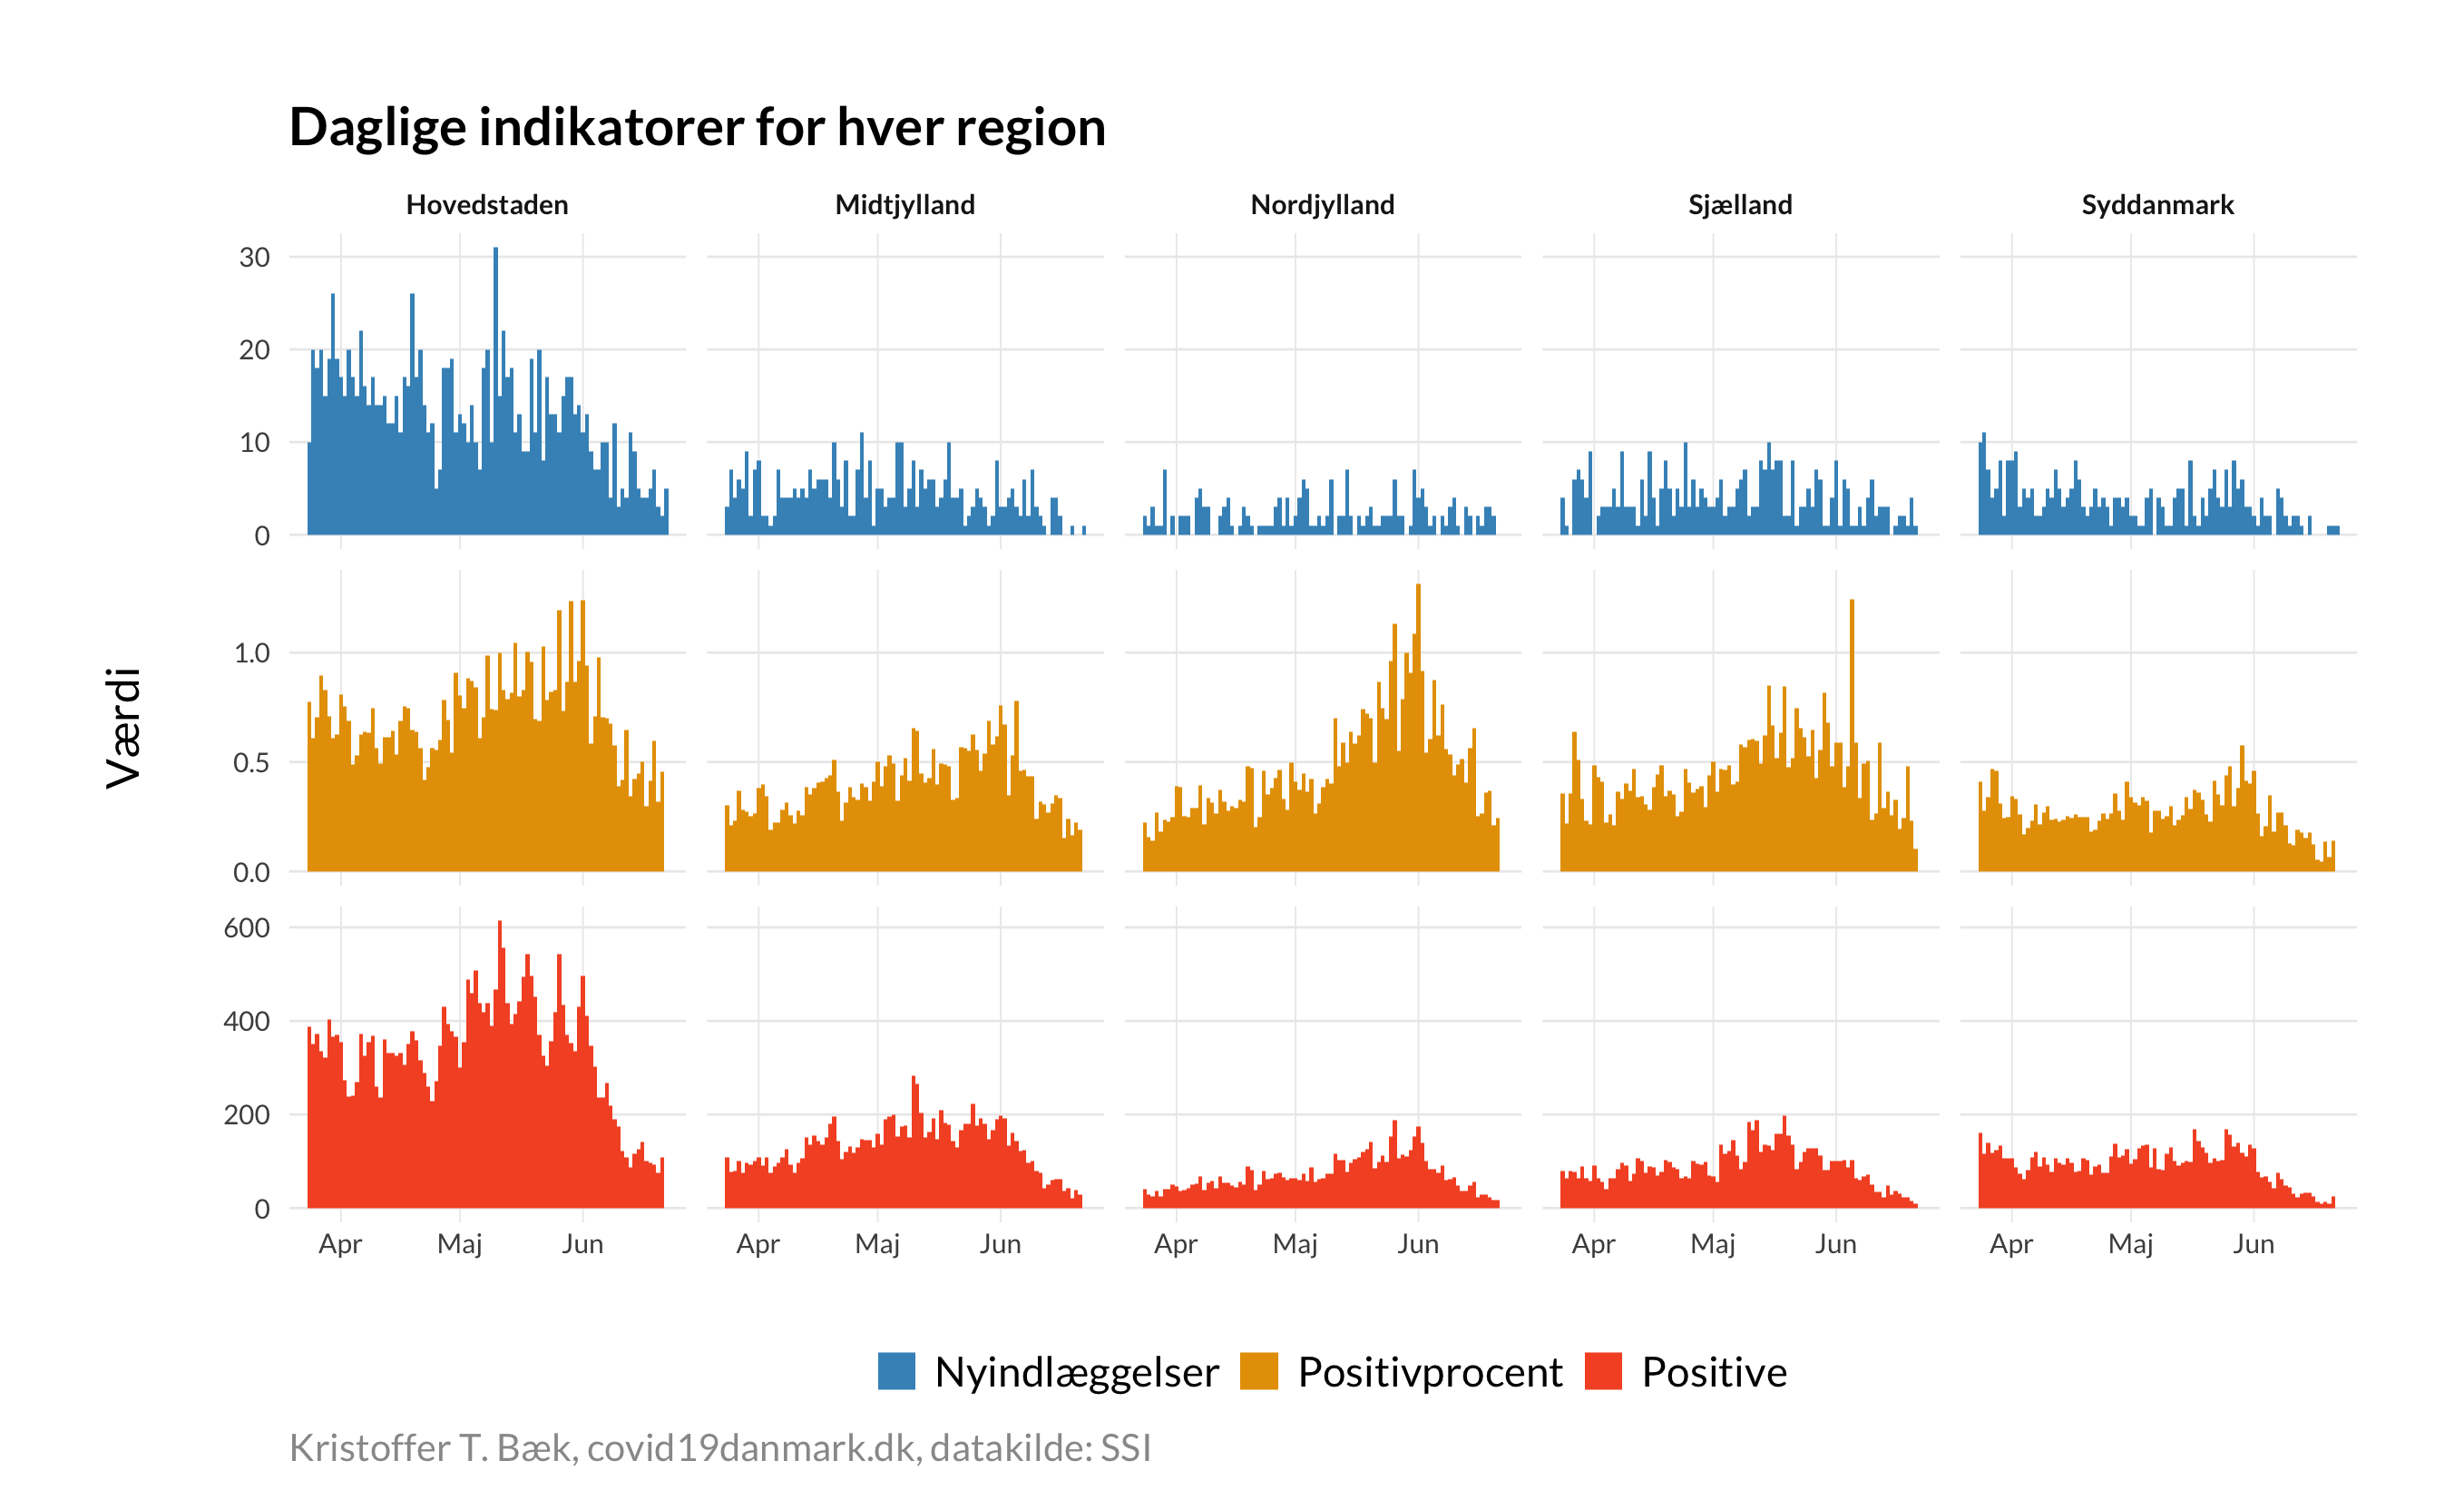 Daglige indikatorer for hver region
Hovedstaden Midtjylland Nordjylland Sjælland Syddanmark
30
20
10
0
1.0
0.5
0.0
600
400
200
0
Værdi
Apr Maj Jun Apr Maj Jun Apr Maj Jun Apr Maj Jun Apr Maj Jun
Nyindlæggelser Positivprocent Positive
Kristoffer T. Bæk, covid19danmark.dk, datakilde: SSI